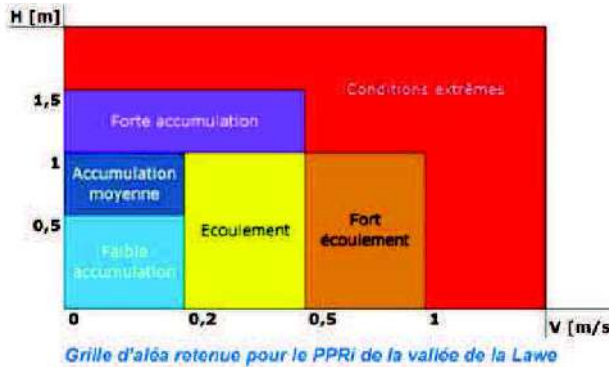 H [m]
Conditions extrêmes
1,5
Forte accumulation
1
Accumulation
moyenne
0,5
Ecoulement
Fort
écoulement
Faible
accumulation
0
0,2
0,5
1
V [m/s
Grille d'aléa retenue pour le PPRi de la vallée de la Lawe